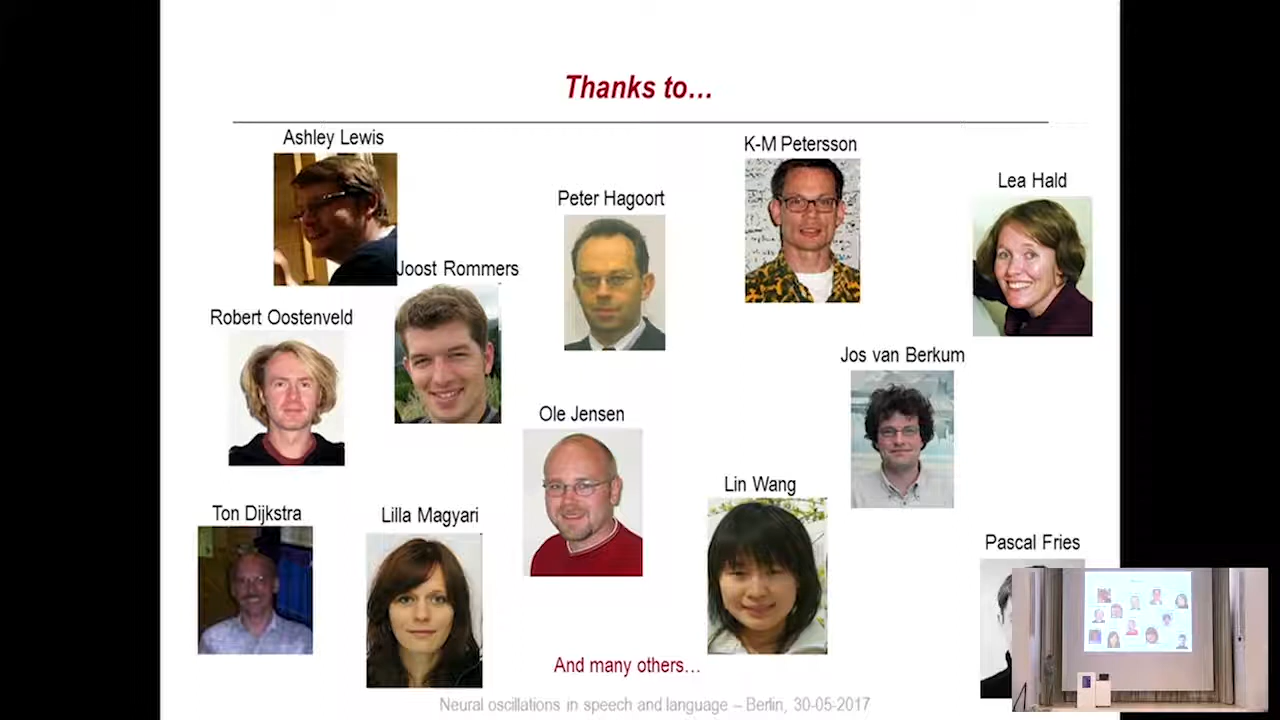 Thanks to…
Ashley Lewis
K-M Petersson
Lea Hald
Peter Hagoort
Joost Rommers
Robert Oostenveld
Jos van Berkum
Ole Jensen
Lin Wang
Ton Dijkstra
Lilla Magyari
Pascal Fries
And many others…
Neural oscillations in speech and language – Berlin, 30-05-2017